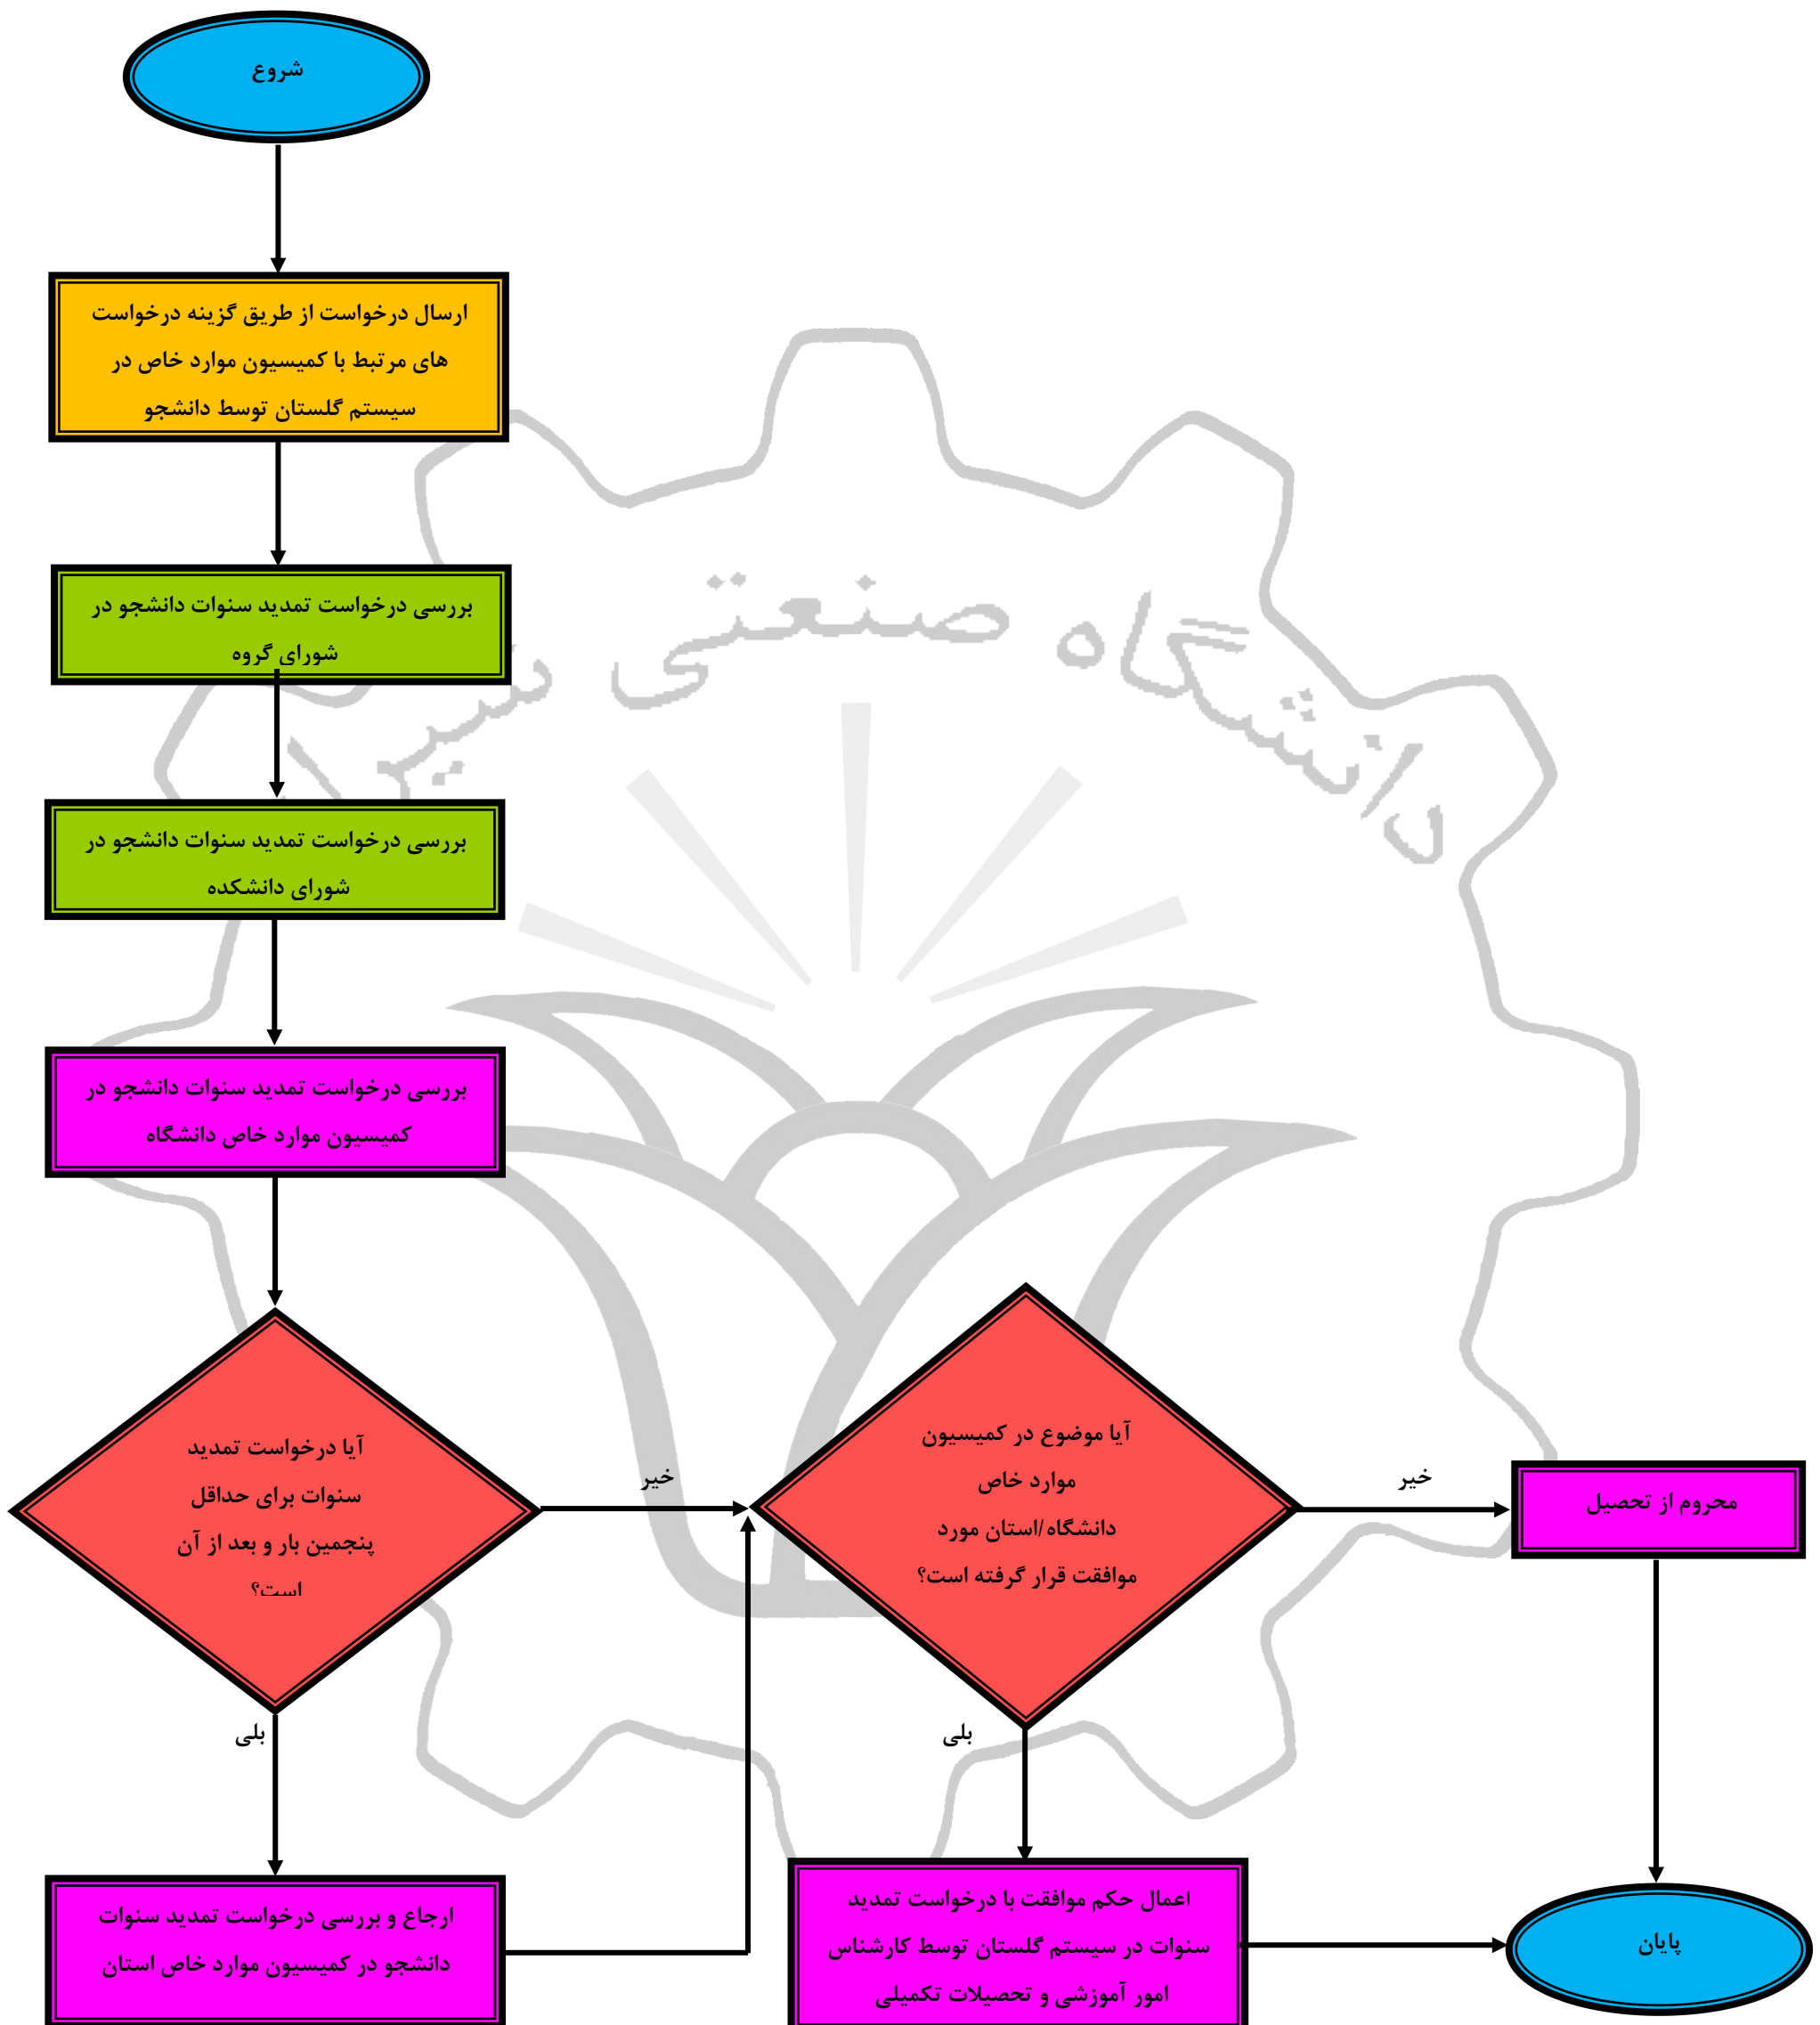 شروع
ارسال درخواست از طریق گزینه درخواست
های مرتبط با کمیسیون موارد خاص در
سیستم گلستان توسط دانشجو
بررسی درخواست تمدید سنوات دانشجو در
شورای گروه
دانشگاه صنعتی
بررسی درخواست تمدید سنوات دانشجو در
شورای دانشکده
بررسی درخواست تمدید سنوات دانشجو در
کمیسیون موارد خاص دانشگاه
آیا درخواست تمدید
سنوات برای حداقل
پنجمین بار و بعد از آن
است؟
خیر
بلی
آیا موضوع در کمیسیون
موارد خاص
دانشگاه/استان مورد
موافقت قرار گرفته است؟
خیر
بلی
محروم از تحصیل
ارجاع و بررسی درخواست تمدید سنوات
دانشجو در کمیسیون موارد خاص استان
اعمال حکم موافقت با درخواست تمدید
سنوات در سیستم گلستان توسط کارشناس
امور آموزشی و تحصیلات تکمیلی
پایان